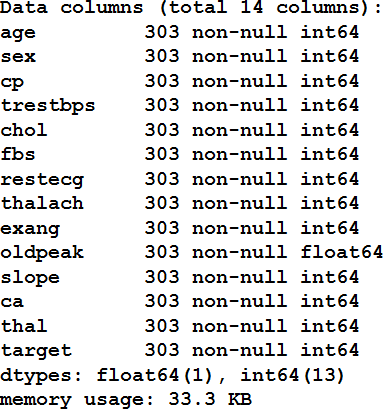 Data columns (total 14 columns):
age 303 non-null int64
sex 303 non-null int64
cp 303 non-null int64
trestbps 303 non-null int64
chol 303 non-null int64
fbs 303 non-null int64
restecg 303 non-null int64
thalach 303 non-null int64
exang 303 non-null int64
oldpeak 303 non-null float64
slope 303 non-null int64
ca 303 non-null int64
thal 303 non-null int64
target 303 non-null int64
dtypes: float64(1), int64(13)
memory usage: 33.3 KB